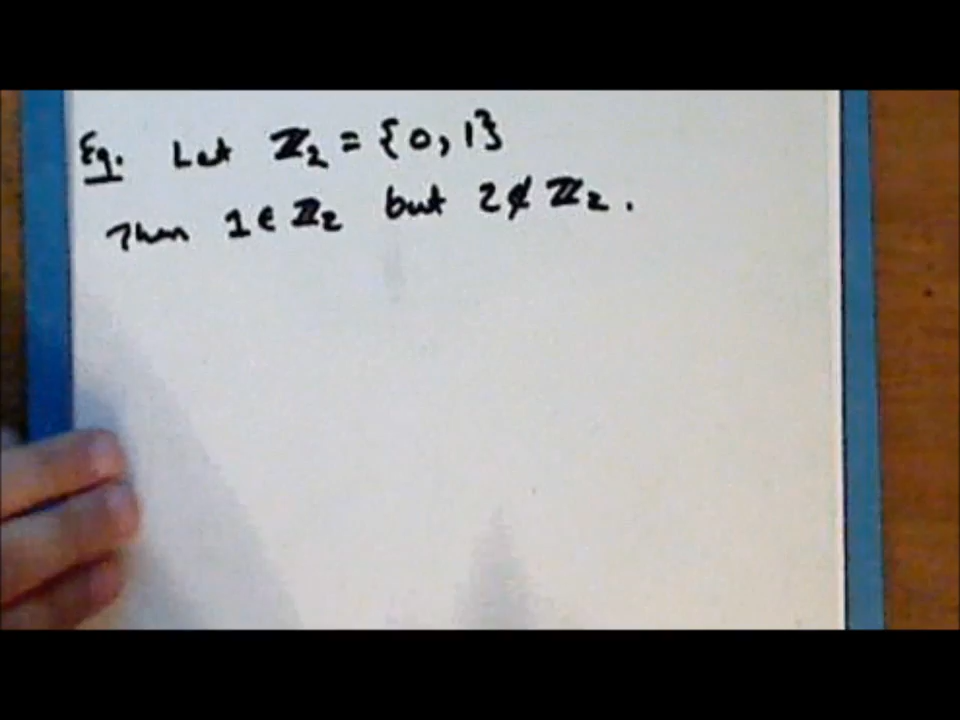 Eg. Let ℤ₂ = {0, 1}
Then 1 ∈ ℤ₂ but 2 ∉ ℤ₂.